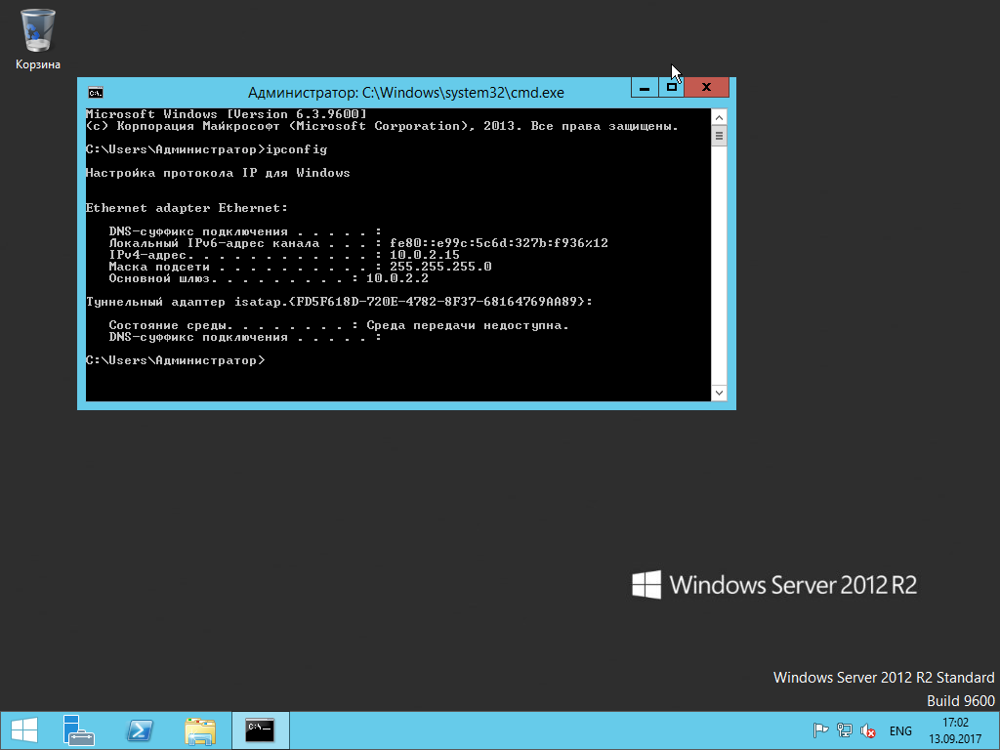 Корзина
Администратор: C:\Windows\system32\cmd.exe
Microsoft Windows [Version 6.3.9600]
(c) Корпорация Майкрософт (Microsoft Corporation), 2013. Все права защищены.
C:\Users\Администратор>ipconfig
Настройка протокола IP для Windows
Ethernet adapter Ethernet:
DNS-суффикс подключения . . . . . :
Локальный IPv6-адрес канала . . . : fe80::e99c:5c6d:327b:f936%12
IPv4-адрес. . . . . . . . . . . . : 10.0.2.15
Маска подсети . . . . . . . . . . : 255.255.255.0
Основной шлюз. . . . . . . . . : 10.0.2.2
Туннельный адаптер isatap.{FD5F618D-720E-4782-8F37-68164769AA89}:
Состояние среды. . . . . . . . : Среда передачи недоступна.
DNS-суффикс подключения . . . . . :
C:\Users\Администратор>
Windows Server 2012 R2
Windows Server 2012 R2 Standard
Build 9600
ENG
17:02
13.09.2017